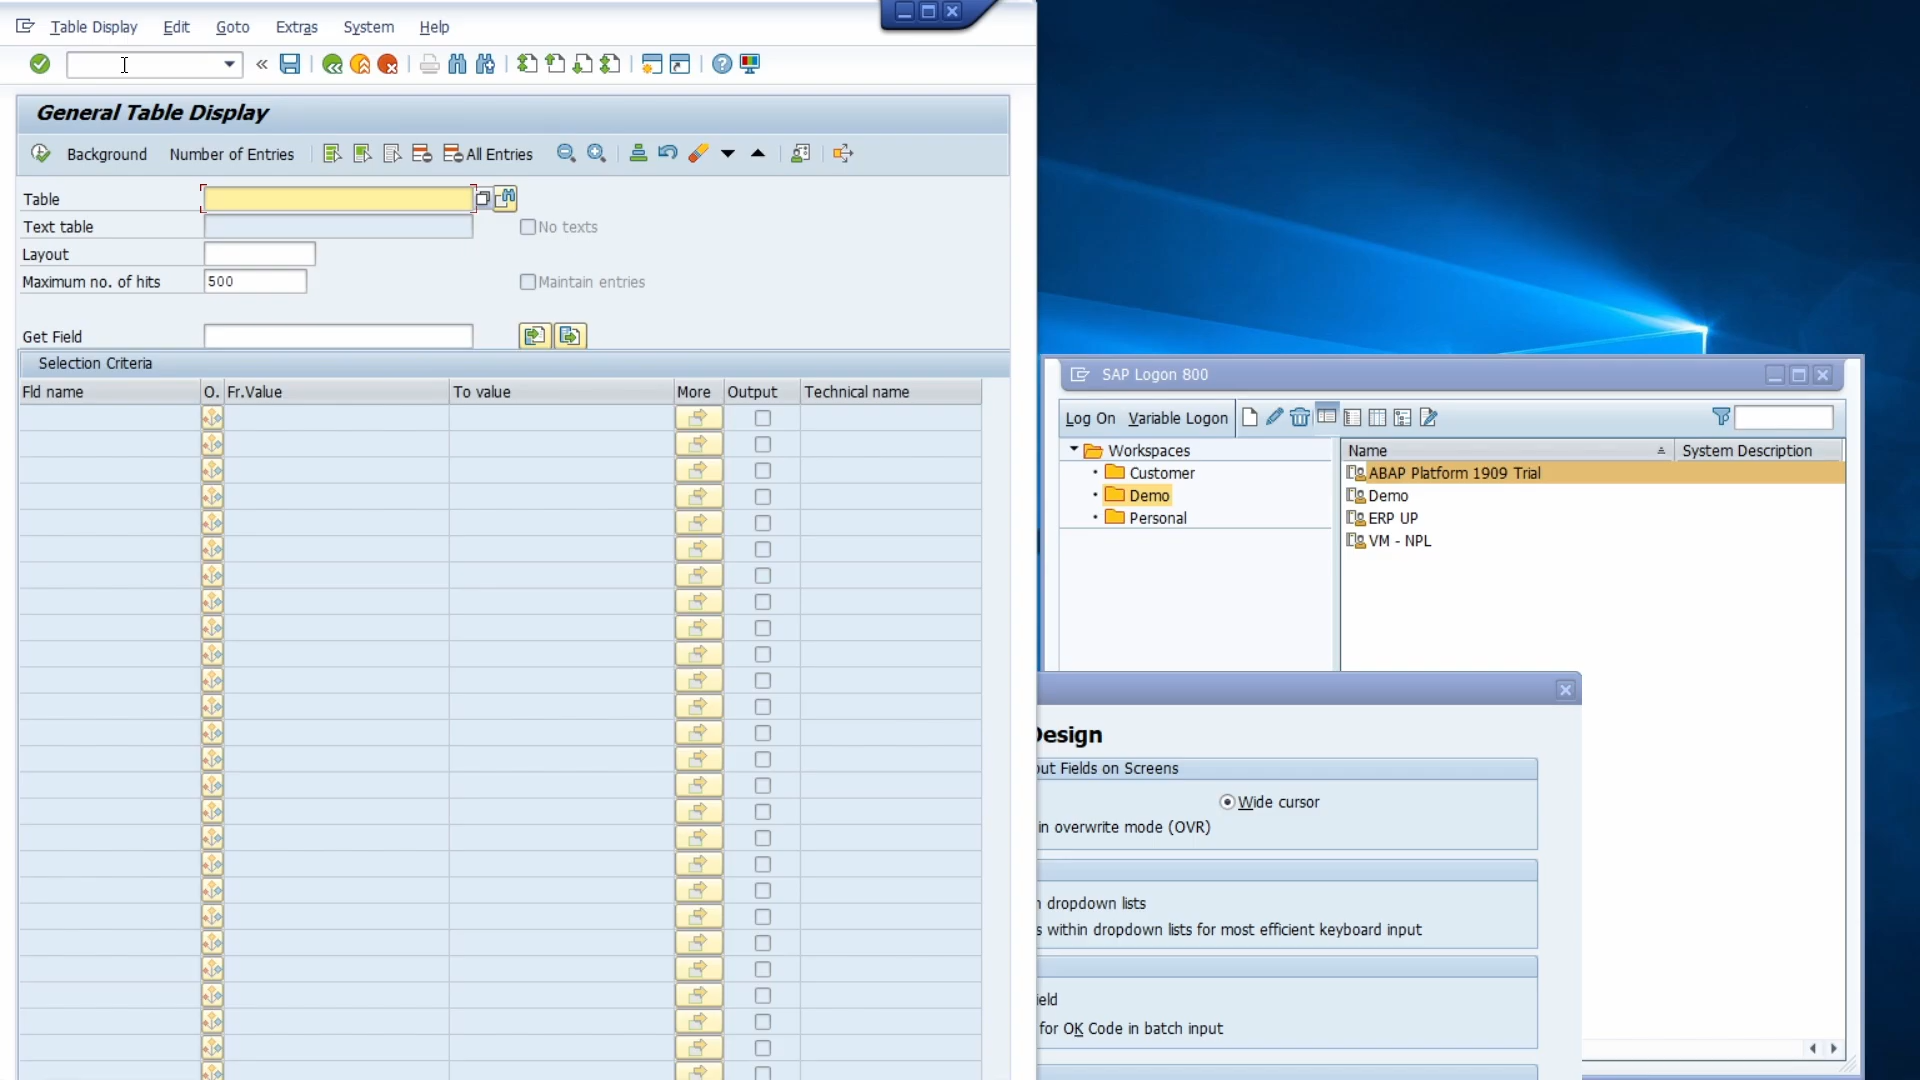 Table Display Edit Goto Extras System Help
General Table Display
Background Number of Entries All Entries
Table
Text table No texts
Layout
Maximum no. of hits 500 Maintain entries
Get Field
Selection Criteria
Fld name O. Fr.Value To value More Output Technical name
SAP Logon 800
Log On Variable Logon
Workspaces
Customer
Demo
Personal
Name System Description
ABAP Platform 1909 Trial
Demo
ERP UP
VM - NPL
Design
out Fields on Screens
Wide cursor
in overwrite mode (OVR)
dropdown lists
s within dropdown lists for most efficient keyboard input
ield
for OK Code in batch input